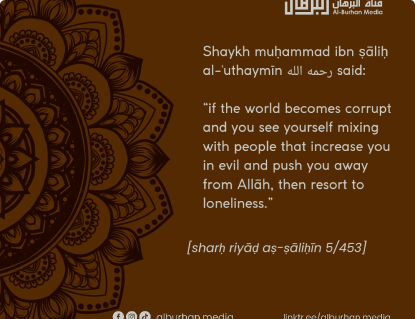 قناة البرهان
البرهان
Al-Burhan Media
Shaykh muḥammad ibn ṣāliḥ
al-ʿuthaymīn رحمه الله said:
“if the world becomes corrupt
and you see yourself mixing
with people that increase you
in evil and push you away
from Allāh, then resort to
loneliness.”
[sharḥ riyāḍ aṣ-ṣāliḥīn 5/453]
alburhan.media
linktr.ee/alburhan.media